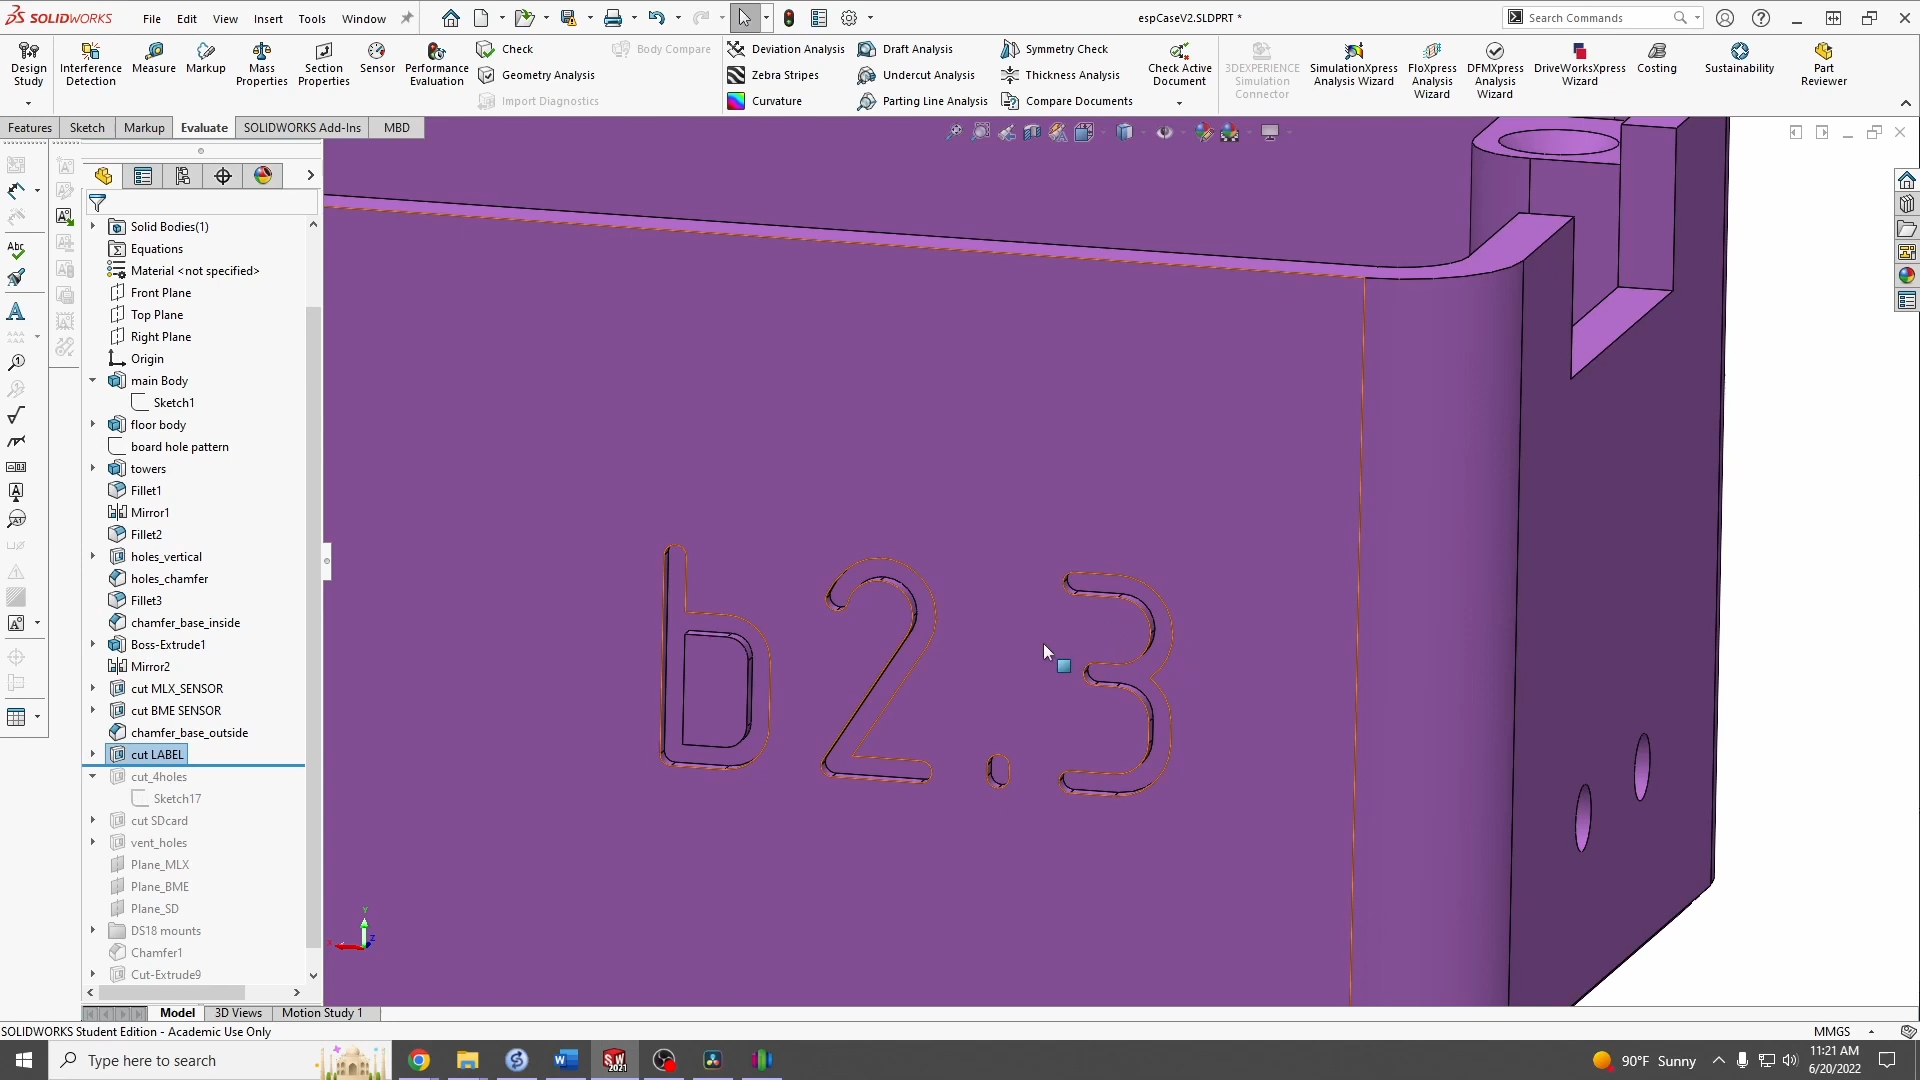 SOLIDWORKS
File Edit View Insert Tools Window
espCaseV2.SLDPRT *
Search Commands
Design Study
Interference Detection
Measure
Markup
Mass Properties
Section Properties
Sensor
Performance Evaluation
Check
Geometry Analysis
Import Diagnostics
Body Compare
Deviation Analysis
Zebra Stripes
Curvature
Draft Analysis
Undercut Analysis
Parting Line Analysis
Symmetry Check
Thickness Analysis
Compare Documents
Check Active Document
3DEXPERIENCE Simulation Connector
SimulationXpress Analysis Wizard
FloXpress Analysis Wizard
DFMXpress Analysis Wizard
DriveWorksXpress Wizard
Costing
Sustainability
Part Reviewer
Features Sketch Markup Evaluate SOLIDWORKS Add-Ins MBD
Solid Bodies(1)
Equations
Material <not specified>
Front Plane
Top Plane
Right Plane
Origin
main Body
Sketch1
floor body
board hole pattern
towers
Fillet1
Mirror1
Fillet2
holes_vertical
holes_chamfer
Fillet3
chamfer_base_inside
Boss-Extrude1
Mirror2
cut MLX_SENSOR
cut BME SENSOR
chamfer_base_outside
cut LABEL
cut_4holes
Sketch17
cut SDcard
vent_holes
Plane_MLX
Plane_BME
Plane_SD
DS18 mounts
Chamfer1
Cut-Extrude9
b2.3
Model 3D Views Motion Study 1
SOLIDWORKS Student Edition - Academic Use Only
MMGS
Type here to search
90°F Sunny
11:21 AM
6/20/2022